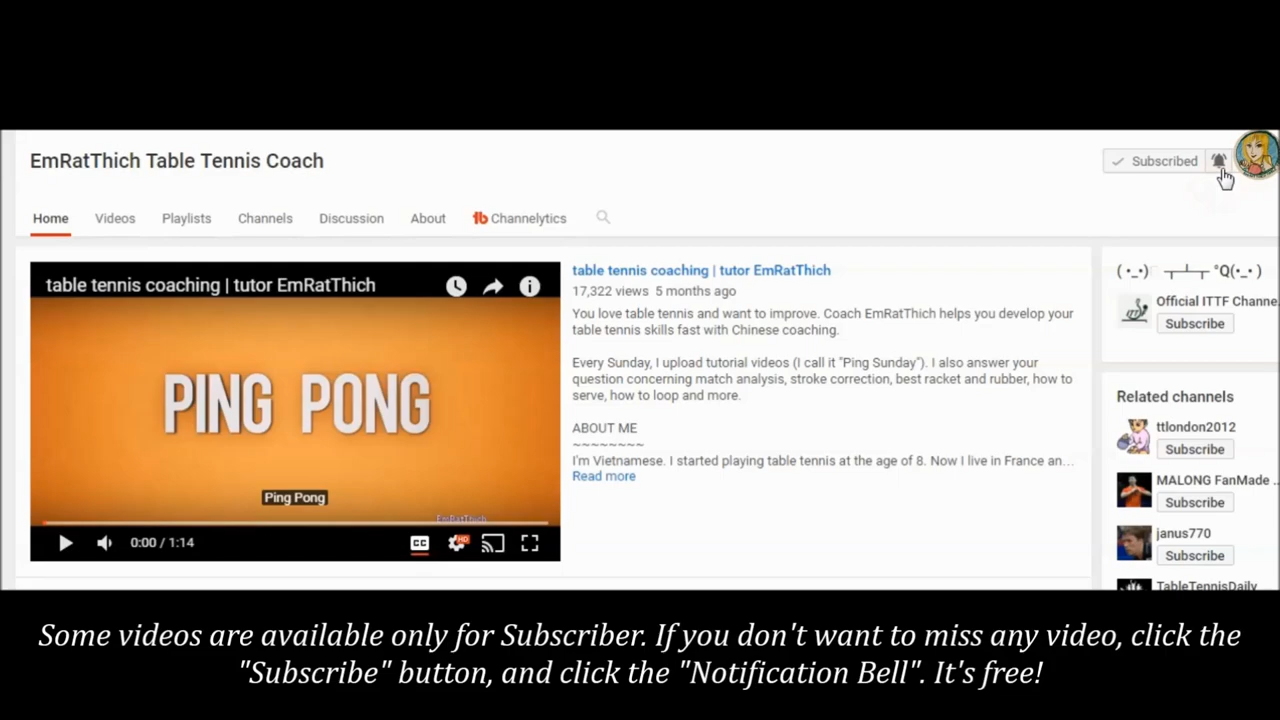 EmRatThich Table Tennis Coach
Subscribed
Home Videos Playlists Channels Discussion About Channelytics
table tennis coaching | tutor EmRatThich
PING PONG
Ping Pong
EmRatThich
0:00 / 1:14
CC
HD
table tennis coaching | tutor EmRatThich
17,322 views 5 months ago
You love table tennis and want to improve. Coach EmRatThich helps you develop your
table tennis skills fast with Chinese coaching.
Every Sunday, I upload tutorial videos (I call it "Ping Sunday"). I also answer your
question concerning match analysis, stroke correction, best racket and rubber, how to
serve, how to loop and more.
ABOUT ME
~~~~~~~~
I'm Vietnamese. I started playing table tennis at the age of 8. Now I live in France an...
Read more
( •_•) ┬┴┬ °Q(•_• )
Official ITTF Channe
Subscribe
Related channels
ttlondon2012
Subscribe
MALONG FanMade ..
Subscribe
janus770
Subscribe
TableTennisDaily
Some videos are available only for Subscriber. If you don't want to miss any video, click the
"Subscribe" button, and click the "Notification Bell". It's free!